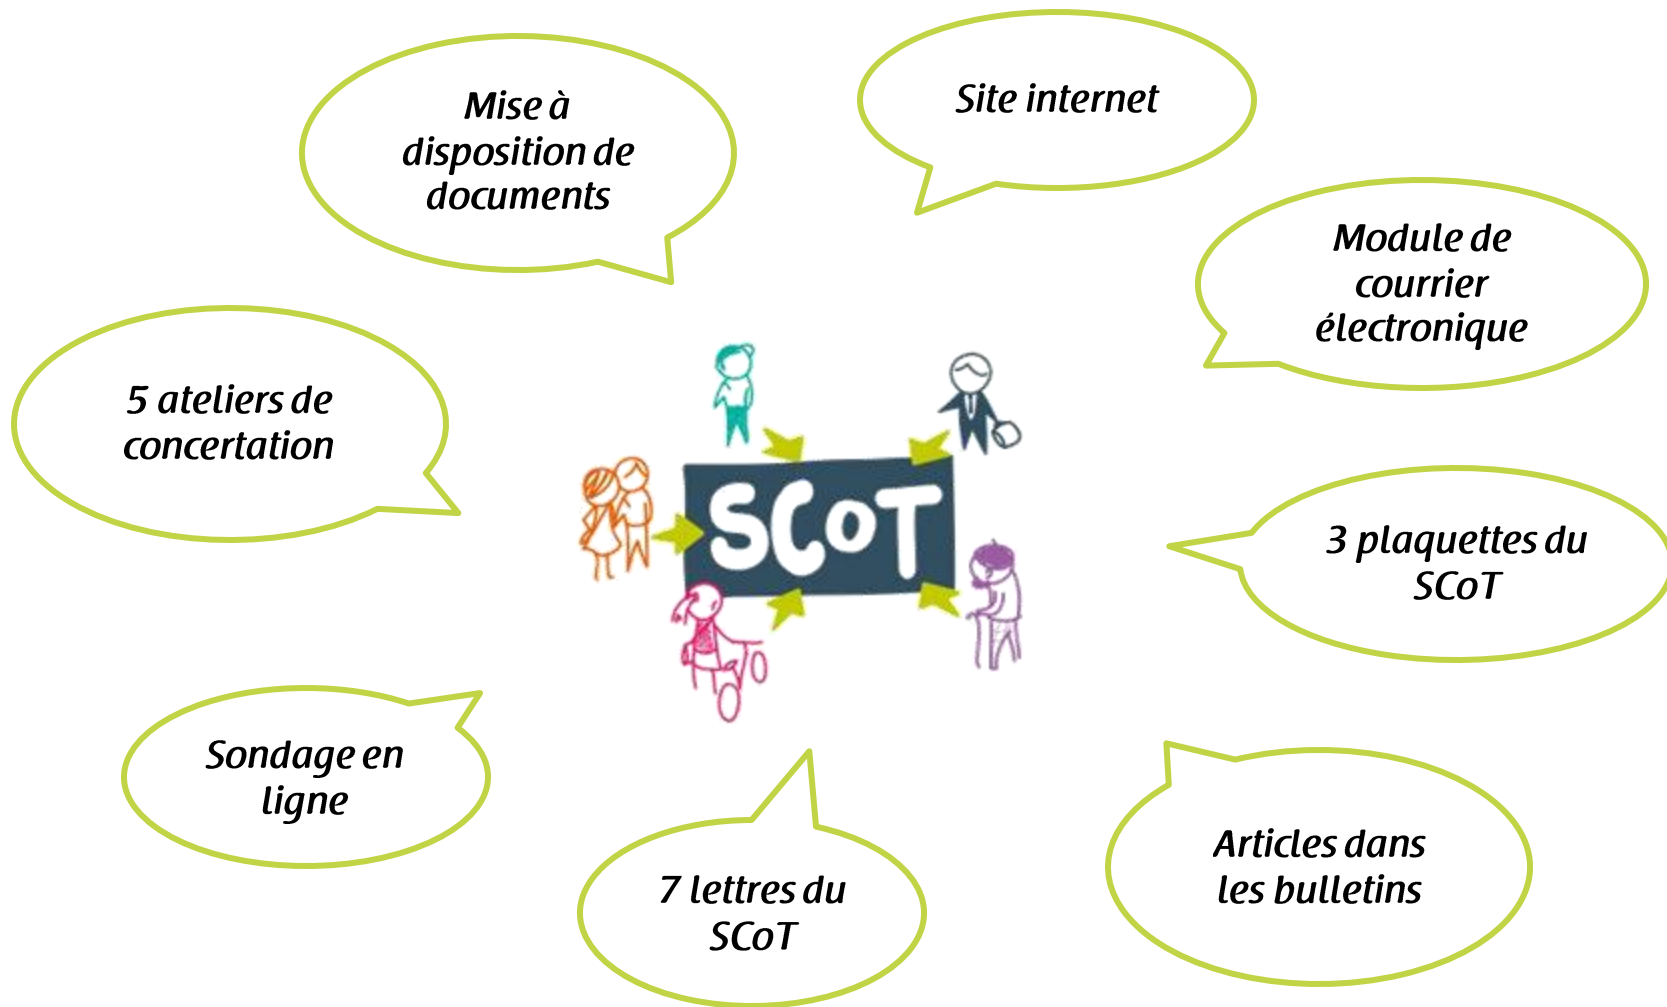 Mise à
disposition de
documents
Site internet
Module de
courrier
électronique
5 ateliers de
concertation
SCoT
3 plaquettes du
SCoT
Sondage en
ligne
7 lettres du
SCoT
Articles dans
les bulletins